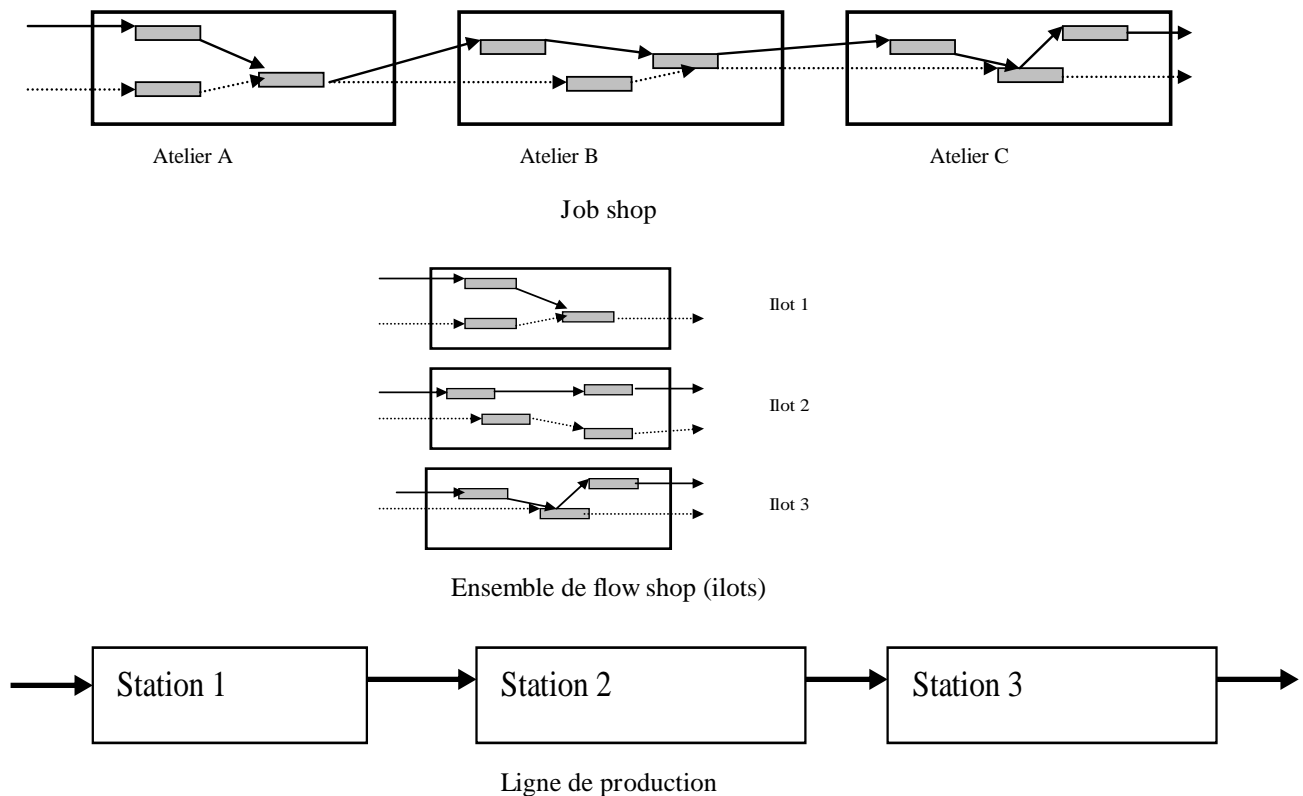 Atelier A
Atelier B
Atelier C
Job shop
Ilot 1
Ilot 2
Ilot 3
Ensemble de flow shop (ilots)
Station 1
Station 2
Station 3
Ligne de production